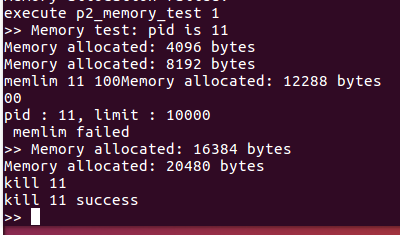 execute p2_memory_test 1
>> Memory test: pid is 11
Memory allocated: 4096 bytes
Memory allocated: 8192 bytes
memlim 11 100Memory allocated: 12288 bytes
00
pid : 11, limit : 10000
 memlim failed
>> Memory allocated: 16384 bytes
Memory allocated: 20480 bytes
kill 11
kill 11 success
>>